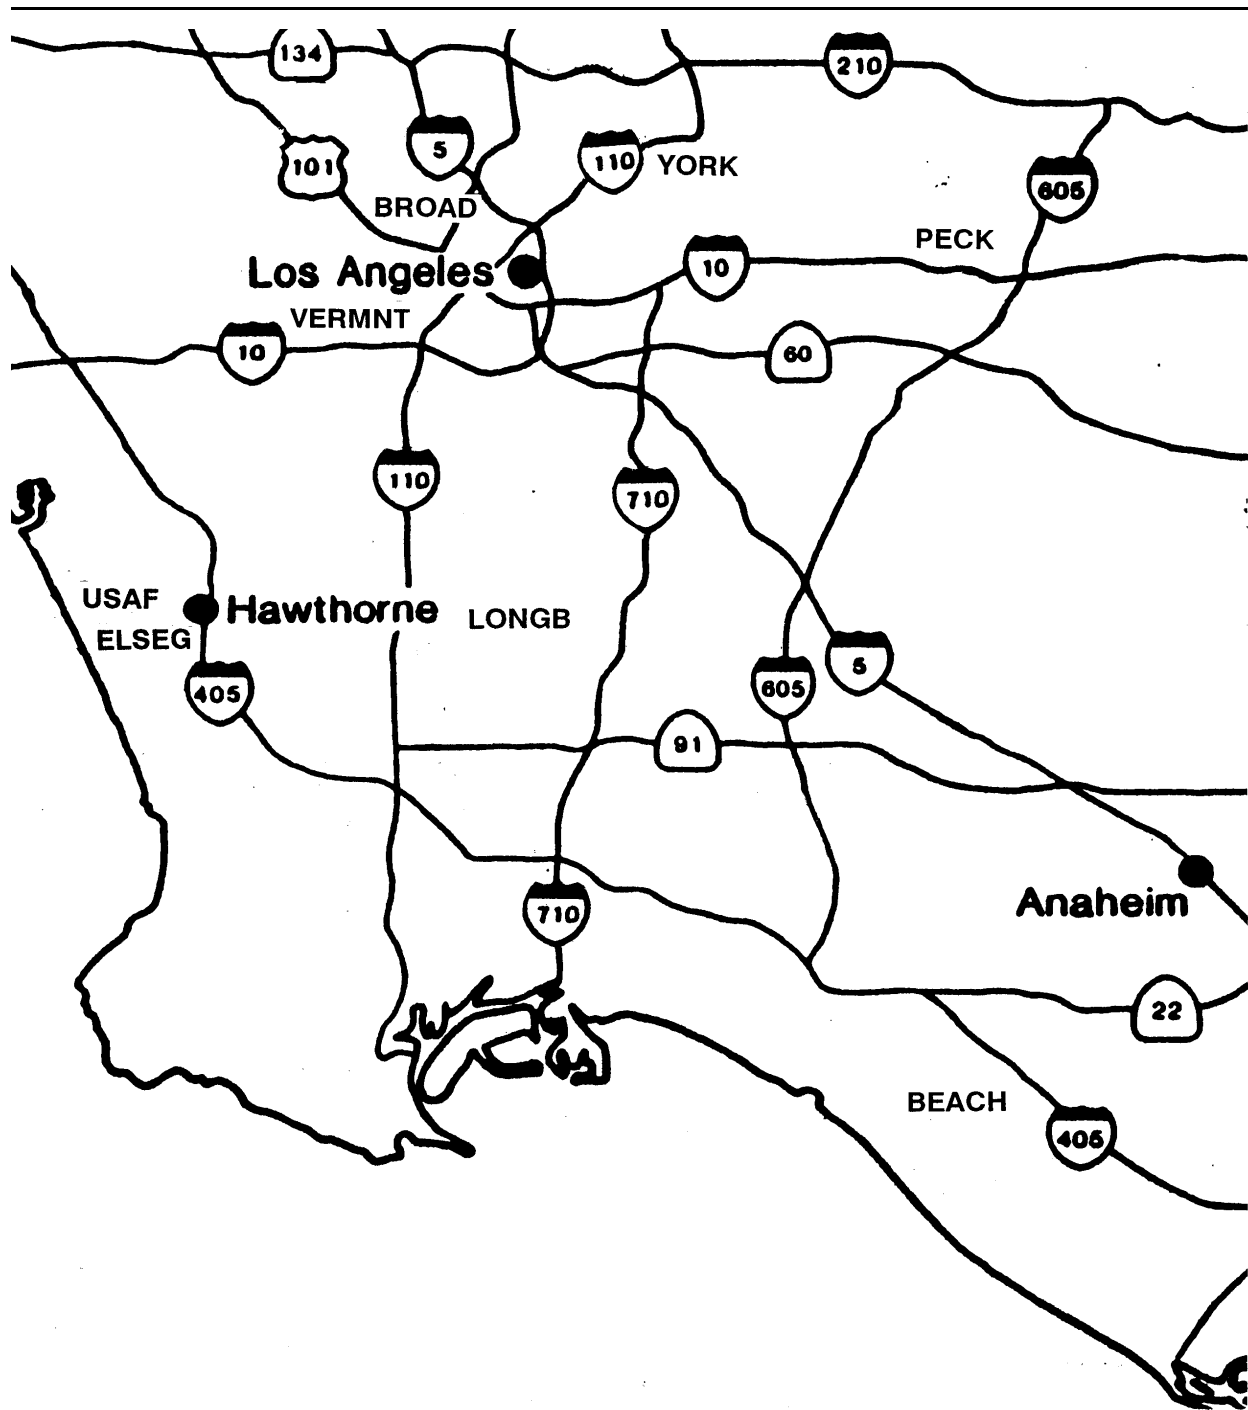 134
210
5
101
110
YORK
605
BROAD
PECK
Los Angeles
10
VERMNT
10
60
110
710
USAF
Hawthorne
LONGB
ELSEG
405
605
5
91
Anaheim
710
22
BEACH
405